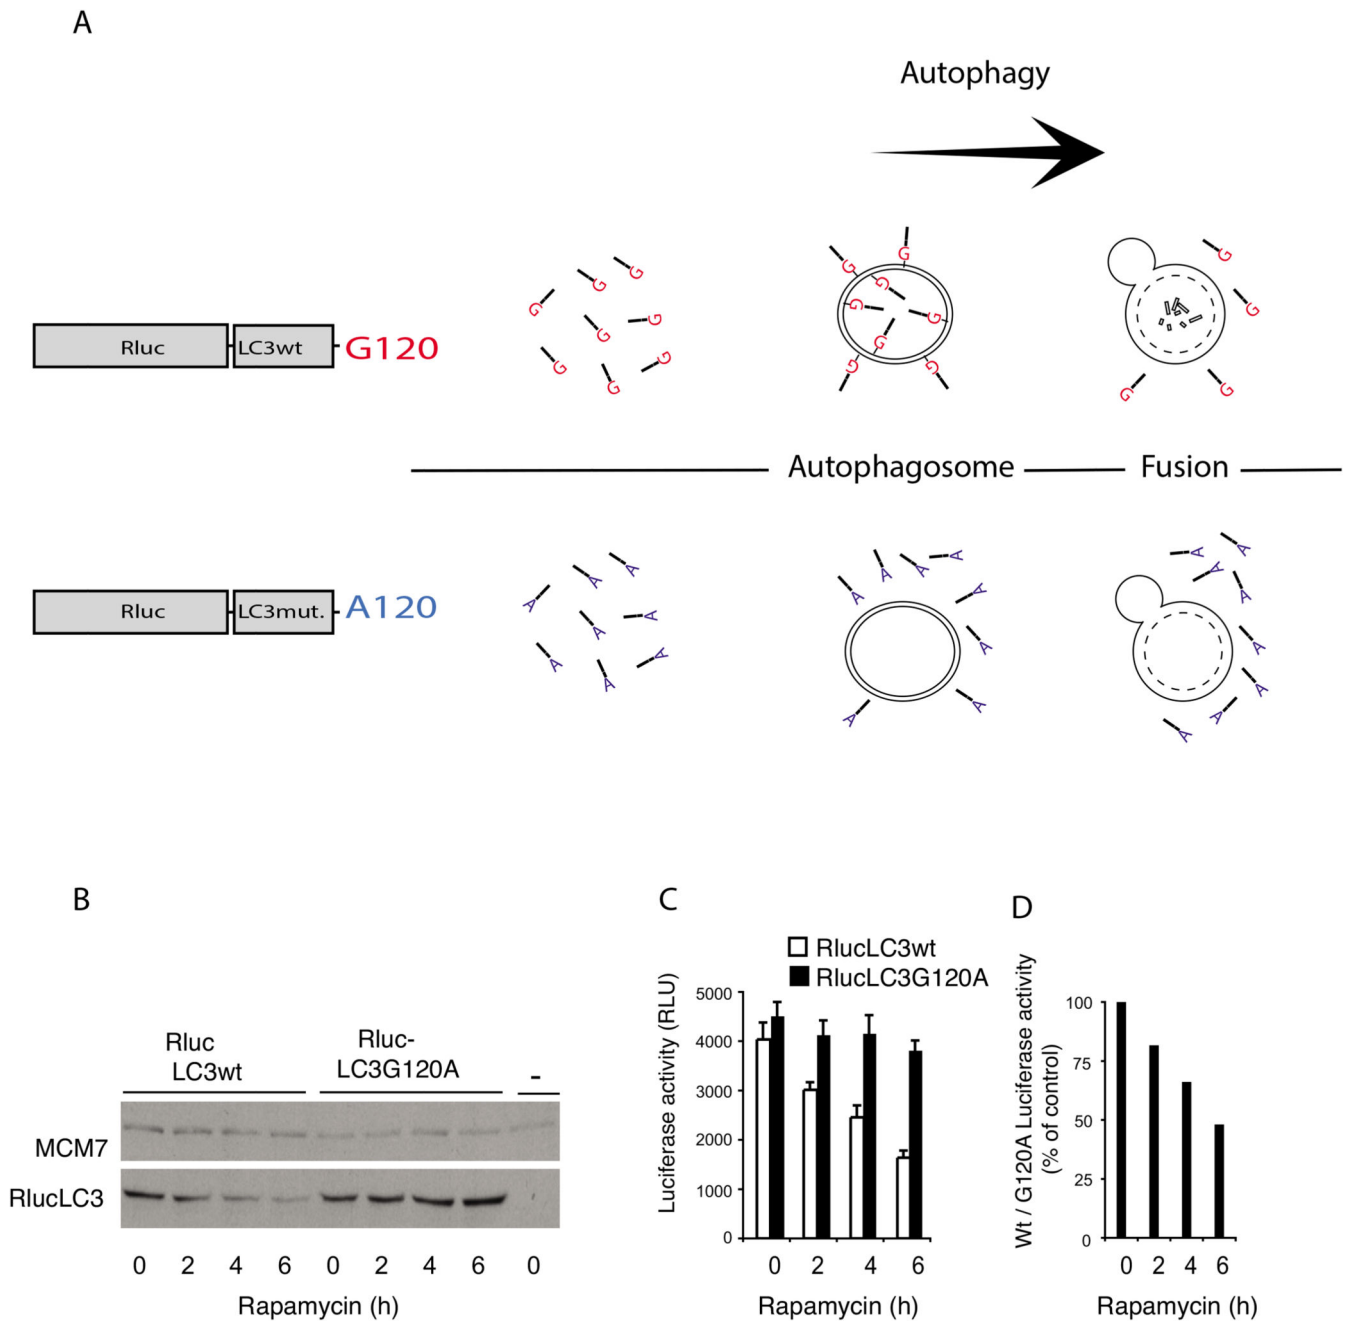 A
Autophagy
G G G G G G G G G
G G G G G G G G
G G G G
Rluc LC3wt G120
Autophagosome Fusion
A A A A A A A A A
A A A A A A A A
A A A A A A A A
Rluc LC3mut. A120
B
Rluc LC3wt
Rluc-LC3G120A
-
MCM7
RlucLC3
0 2 4 6 0 2 4 6 0
Rapamycin (h)
C
RlucLC3wt
RlucLC3G120A
Luciferase activity (RLU)
5000
4000
3000
2000
1000
0
0 2 4 6
Rapamycin (h)
D
Wt / G120A Luciferase activity
(% of control)
100
75
50
25
0
0 2 4 6
Rapamycin (h)